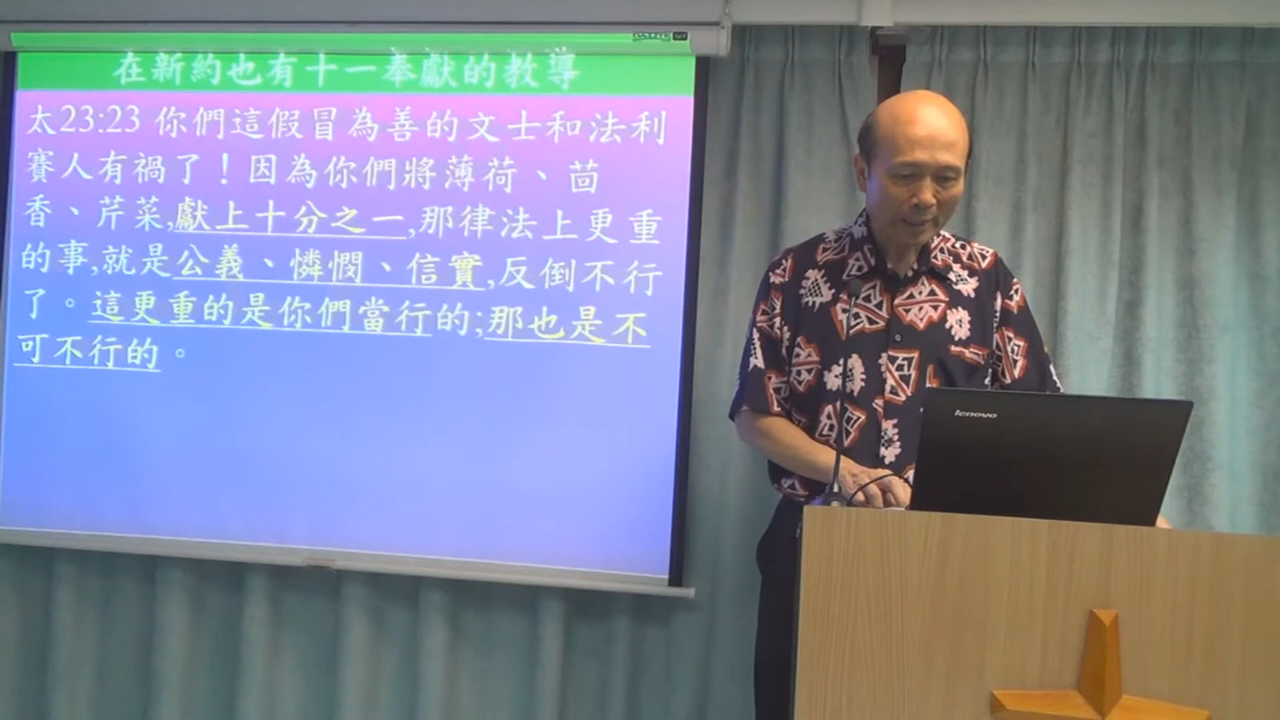 在新約也有十一奉獻的教導
太23:23 你們這假冒為善的文士和法利
賽人有禍了！因為你們將薄荷、茴
香、芹菜,獻上十分之一,那律法上更重
的事,就是公義、憐憫、信實,反倒不行
了。這更重的是你們當行的;那也是不
可不行的。
lenovo